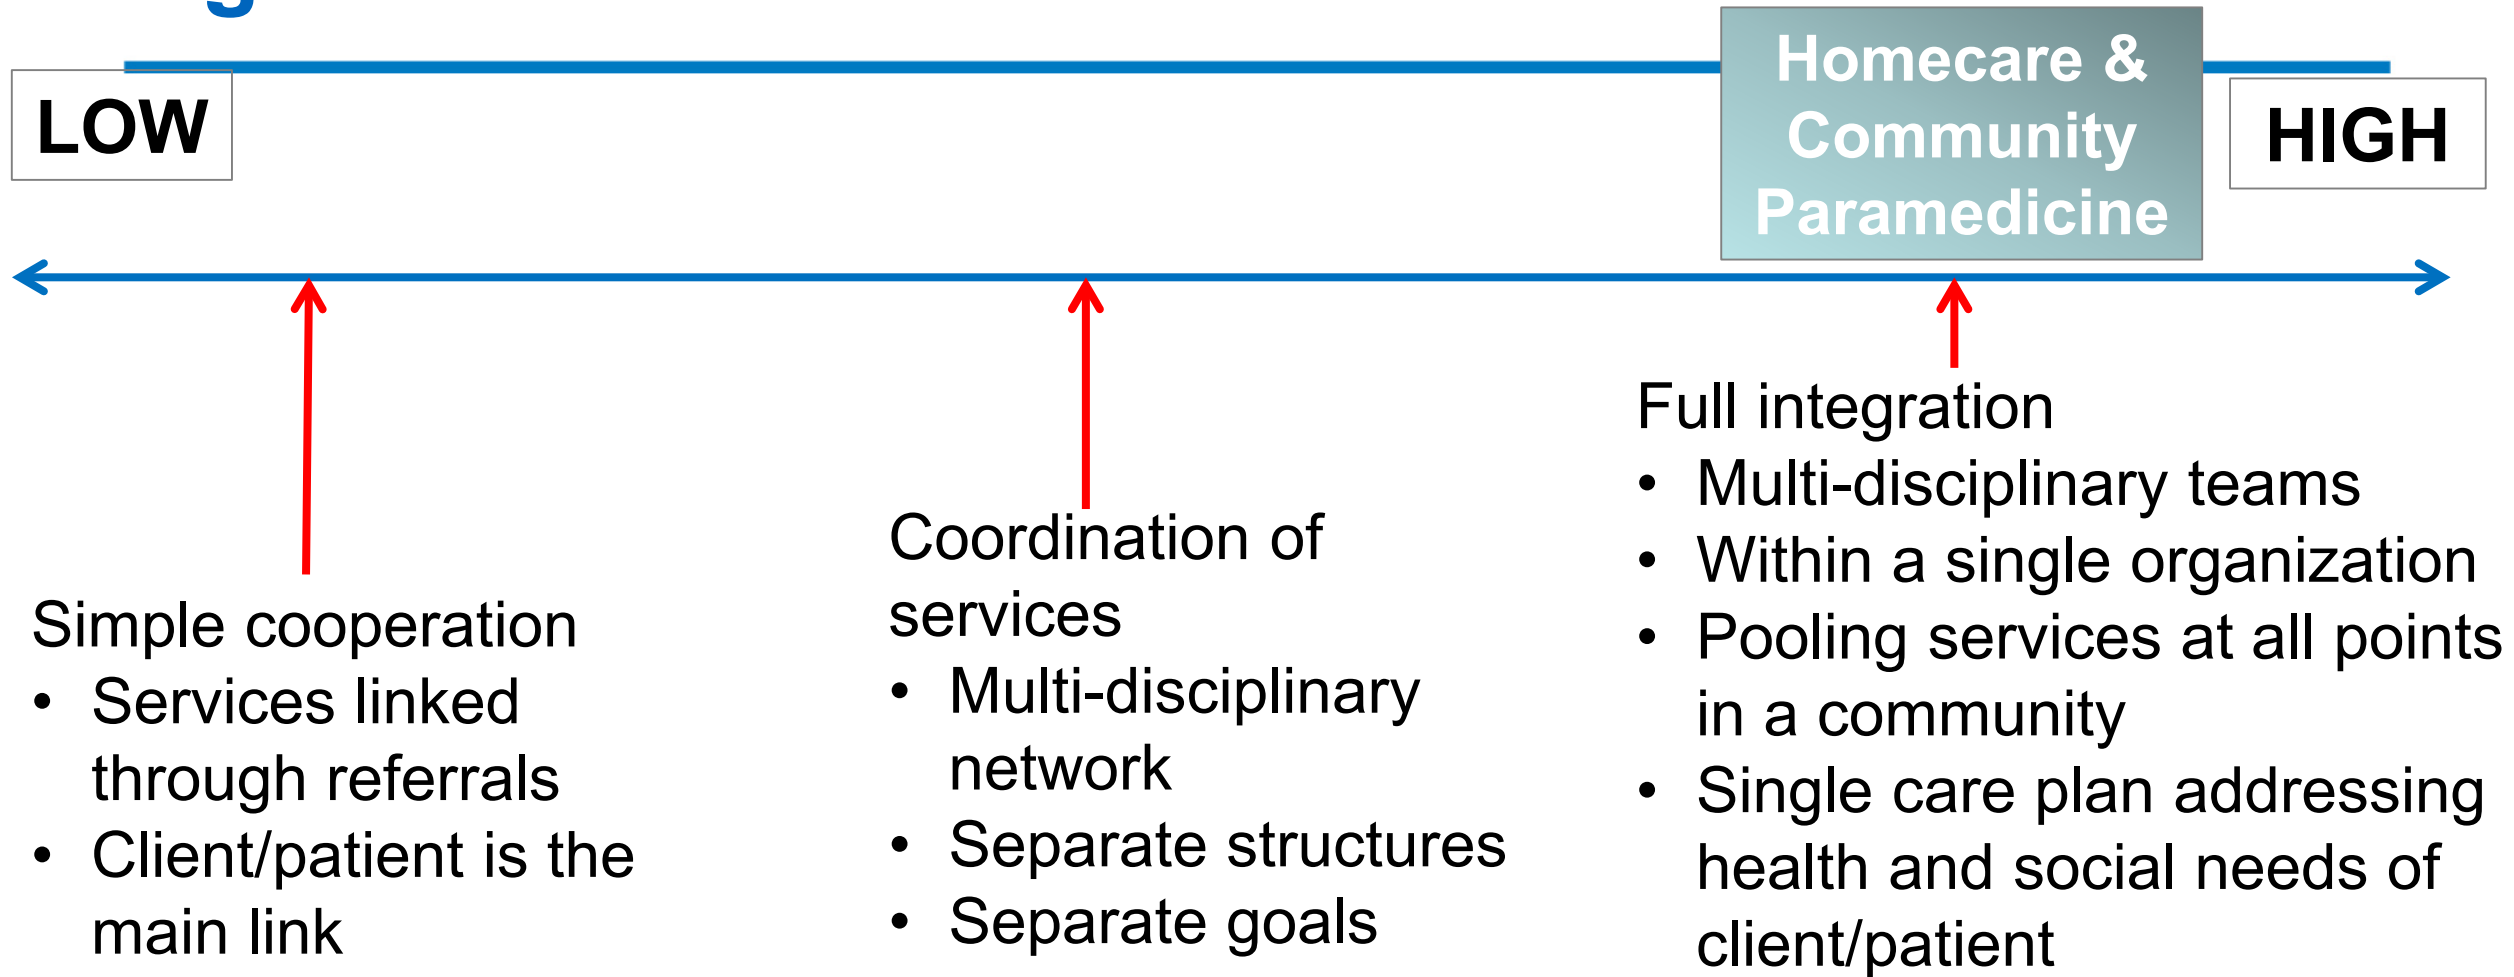 LOW
Homecare &
Community
Paramedicine
HIGH
Simple cooperation
• Services linked
through referrals
• Client/patient is the
main link
Coordination of
services
• Multi-disciplinary
network
• Separate structures
• Separate goals
Full integration
• Multi-disciplinary teams
• Within a single organization
• Pooling services at all points
in a community
• Single care plan addressing
health and social needs of
client/patient